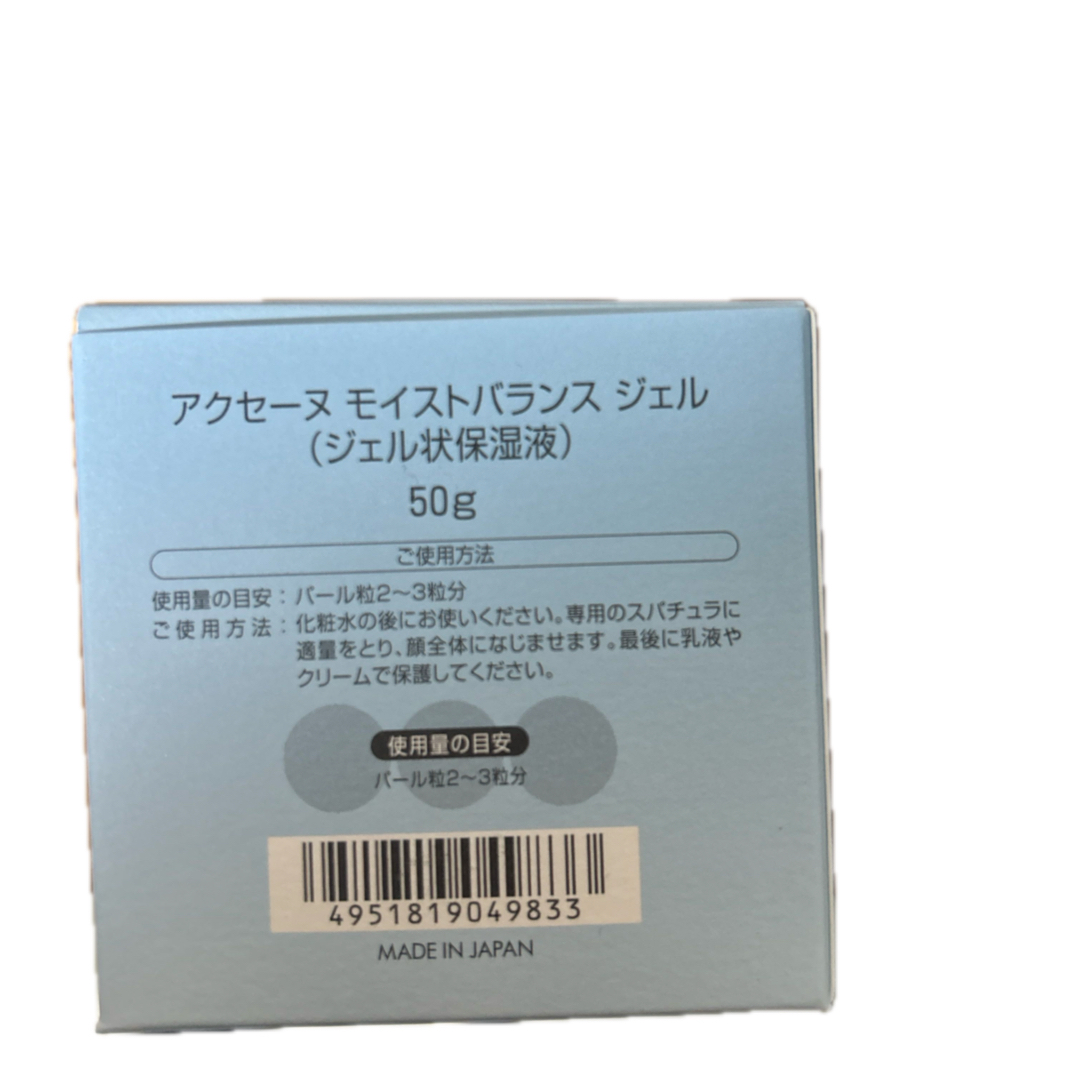 アクセーヌ モイストバランス ジェル
（ジェル状保湿液）
50g
ご使用方法
使用量の目安：パール粒2〜3粒分
ご使用方法：化粧水の後にお使いください。専用のスパチュラに
適量をとり、顔全体になじませます。最後に乳液や
クリームで保護してください。
使用量の目安
パール粒2〜3粒分
4951819049833
MADE IN JAPAN